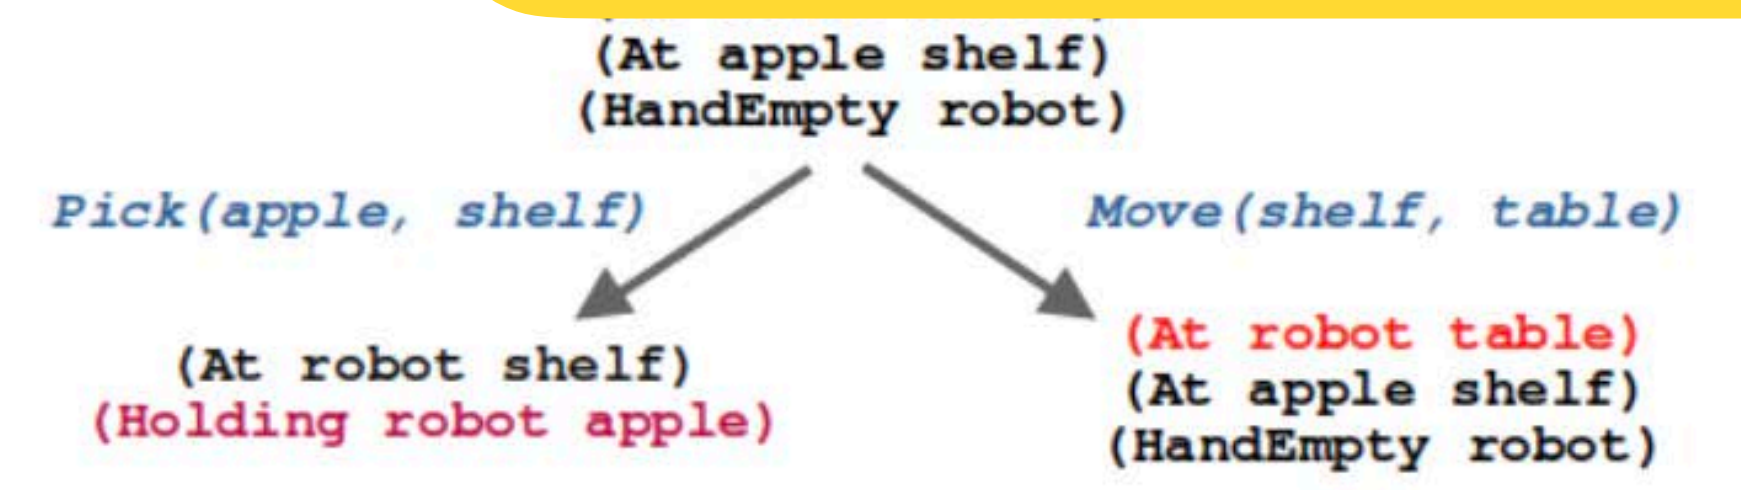 (At apple shelf)
(HandEmpty robot)
Pick(apple, shelf)
Move(shelf, table)
(At robot shelf)
(Holding robot apple)
(At robot table)
(At apple shelf)
(HandEmpty robot)